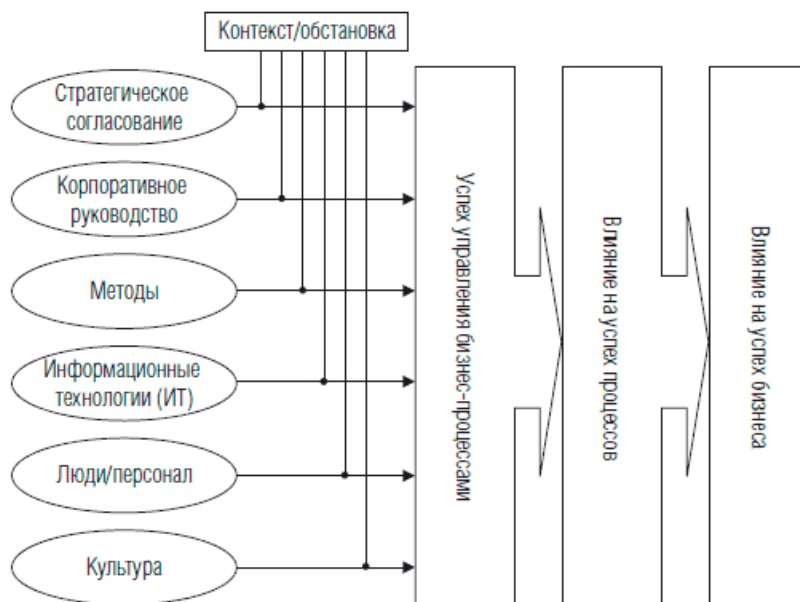 Контекст/обстановка
Стратегическое
согласование
Корпоративное
руководство
Методы
Информационные
технологии (ИТ)
Люди/персонал
Культура
Успех управления бизнес-процессами
Влияние на успех процессов
Влияние на успех бизнеса